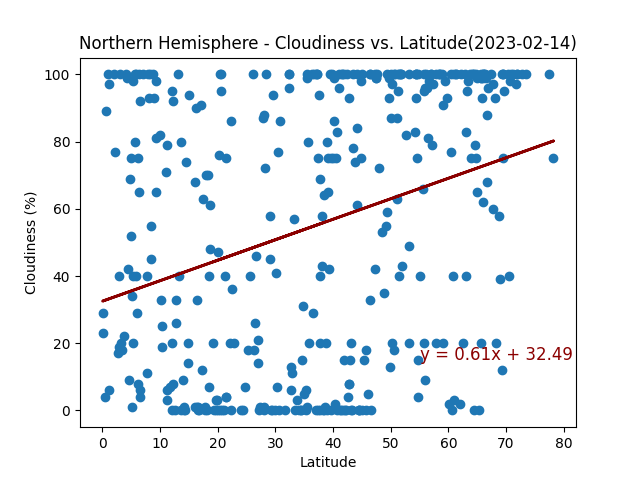 Northern Hemisphere - Cloudiness vs. Latitude(2023-02-14)
100
80
60
40
20
0
Cloudiness (%)
y = 0.61x + 32.49
0 10 20 30 40 50 60 70 80
Latitude